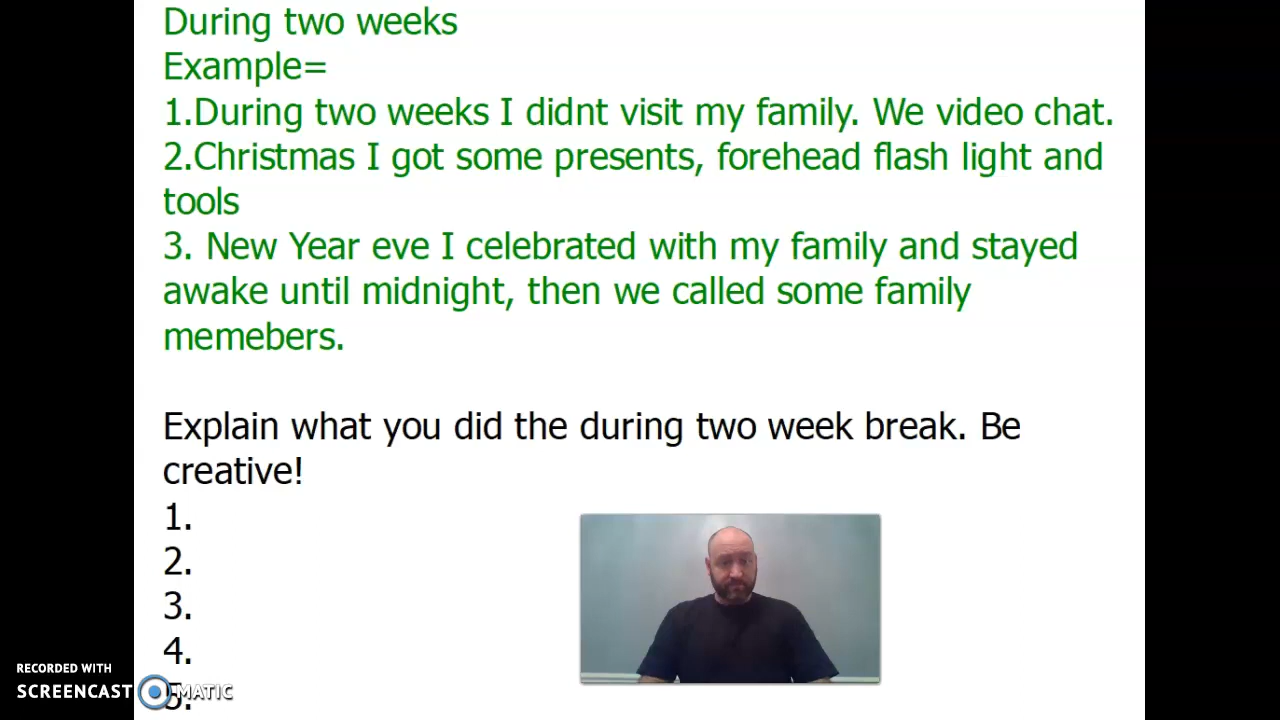 During two weeks
Example=
1.During two weeks I didnt visit my family. We video chat.
2.Christmas I got some presents, forehead flash light and
tools
3. New Year eve I celebrated with my family and stayed
awake until midnight, then we called some family
memebers.
Explain what you did the during two week break. Be
creative!
1.
2.
3.
4.
5.
RECORDED WITH
SCREENCAST MATIC